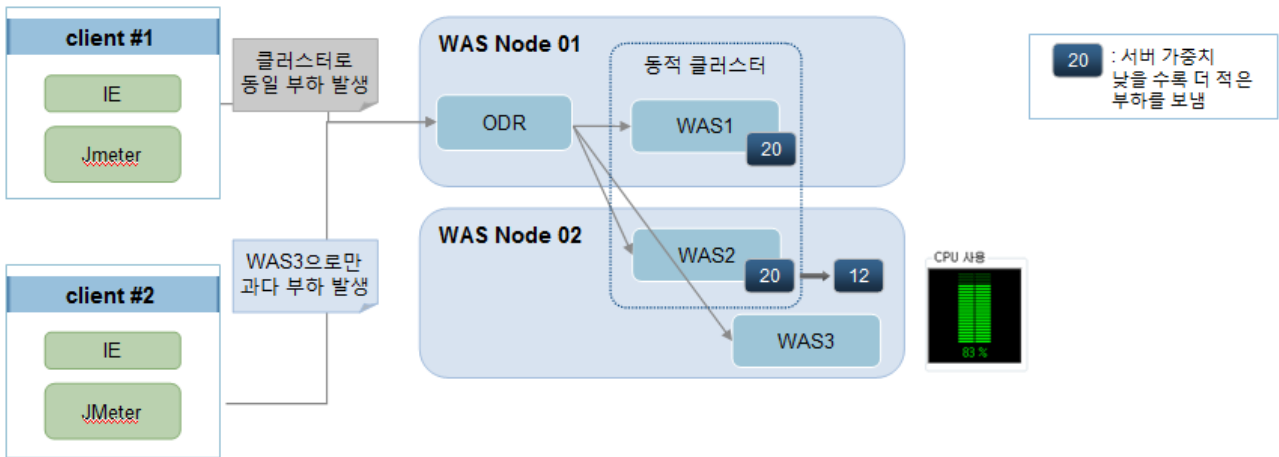 client #1
IE
Jmeter
클러스터로
동일 부하 발생
WAS Node 01
동적 클러스터
ODR
WAS1
20
20
: 서버 가중치
낮을 수록 더 적은
부하를 보냄
client #2
IE
JMeter
WAS3으로만
과다 부하 발생
WAS Node 02
WAS2
20
12
WAS3
CPU 사용
83 %